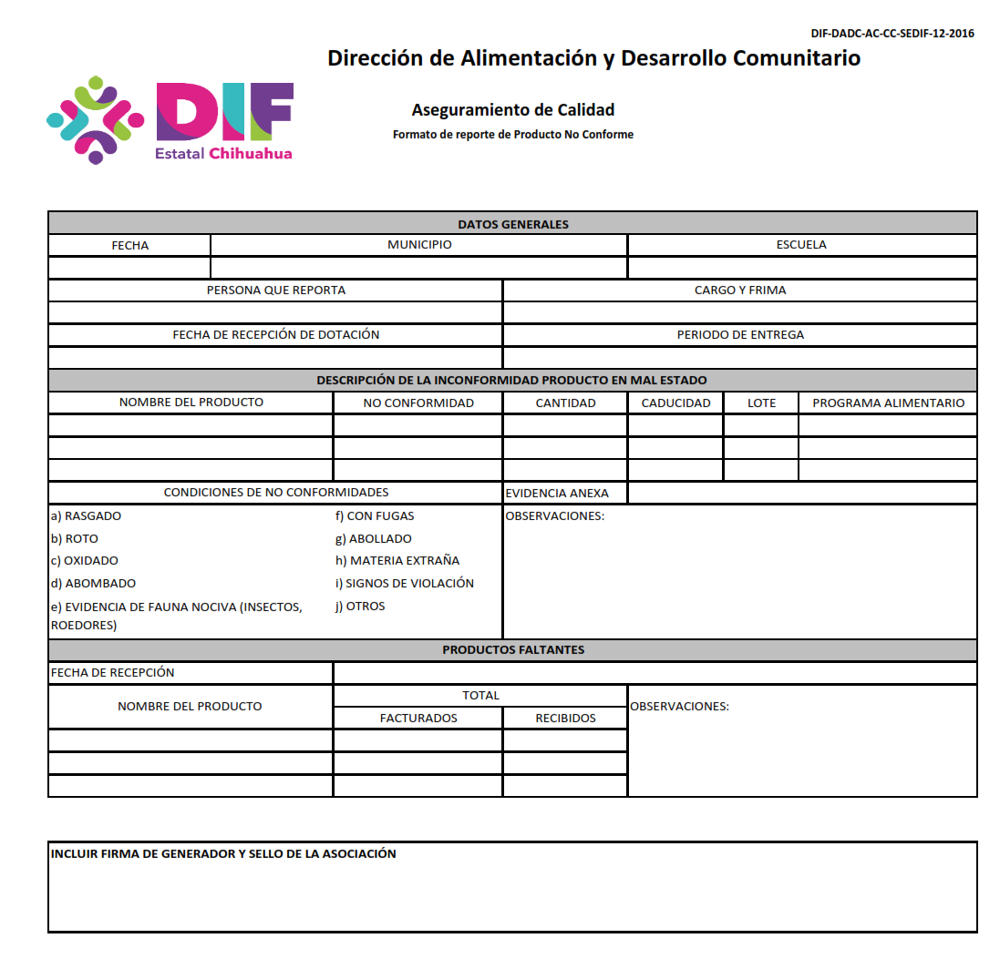 DIF-DADC-AC-CC-SEDIF-12-2016
Dirección de Alimentación y Desarrollo Comunitario
DIF
Estatal Chihuahua
Aseguramiento de Calidad
Formato de reporte de Producto No Conforme
DATOS GENERALES
FECHA MUNICIPIO ESCUELA
PERSONA QUE REPORTA CARGO Y FRIMA
FECHA DE RECEPCIÓN DE DOTACIÓN PERIODO DE ENTREGA
DESCRIPCIÓN DE LA INCONFORMIDAD PRODUCTO EN MAL ESTADO
NOMBRE DEL PRODUCTO NO CONFORMIDAD CANTIDAD CADUCIDAD LOTE PROGRAMA ALIMENTARIO
CONDICIONES DE NO CONFORMIDADES EVIDENCIA ANEXA
a) RASGADO f) CON FUGAS OBSERVACIONES:
b) ROTO g) ABOLLADO
c) OXIDADO h) MATERIA EXTRAÑA
d) ABOMBADO i) SIGNOS DE VIOLACIÓN
e) EVIDENCIA DE FAUNA NOCIVA (INSECTOS, j) OTROS
ROEDORES)
PRODUCTOS FALTANTES
FECHA DE RECEPCIÓN
NOMBRE DEL PRODUCTO TOTAL OBSERVACIONES:
FACTURADOS RECIBIDOS
INCLUIR FIRMA DE GENERADOR Y SELLO DE LA ASOCIACIÓN